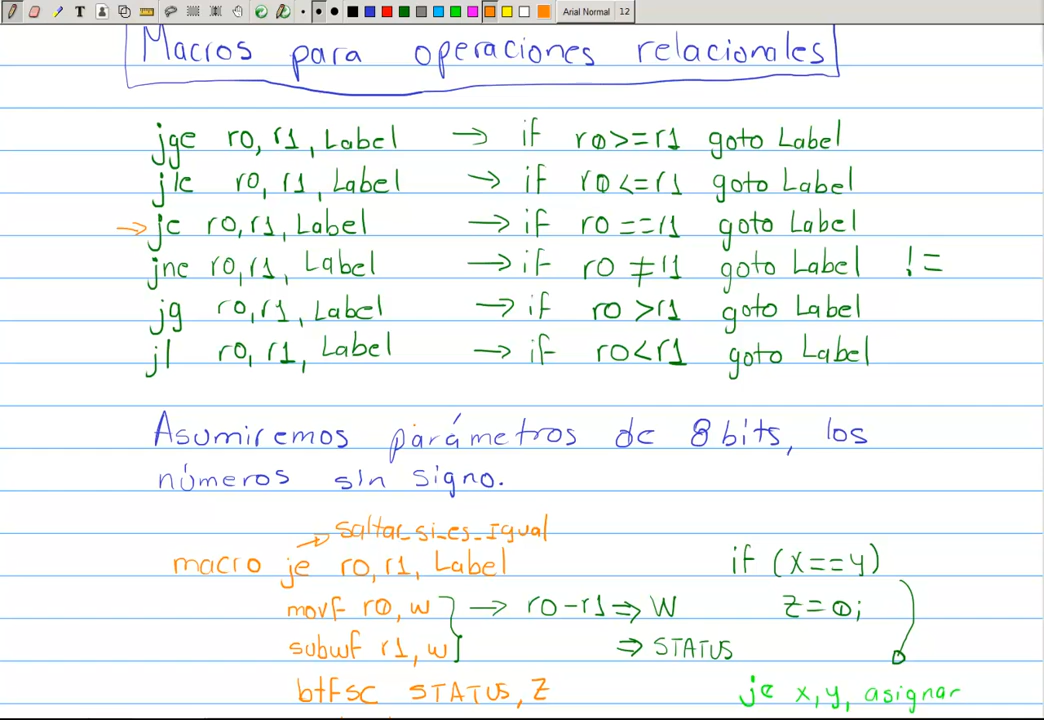 Arial Normal 12
Macros para operaciones relacionales
jge r0, r1, Label → if r0>=r1 goto Label
jle r0, r1, Label → if r0<=r1 goto Label
→ je r0, r1, Label → if r0==r1 goto Label
jne r0, r1, Label → if r0≠r1 goto Label !=
jg r0, r1, Label → if r0>r1 goto Label
jl r0, r1, Label → if r0<r1 goto Label
Asumiremos parámetros de 8 bits, los
números sin signo.
saltar_si_es_igual
macro je r0, r1, Label if (x==y)
movf r0, w → r0-r1 ⇒ W z=0;
subwf r1, w ⇒ STATUS
btfsc STATUS, Z je x, y, asignar